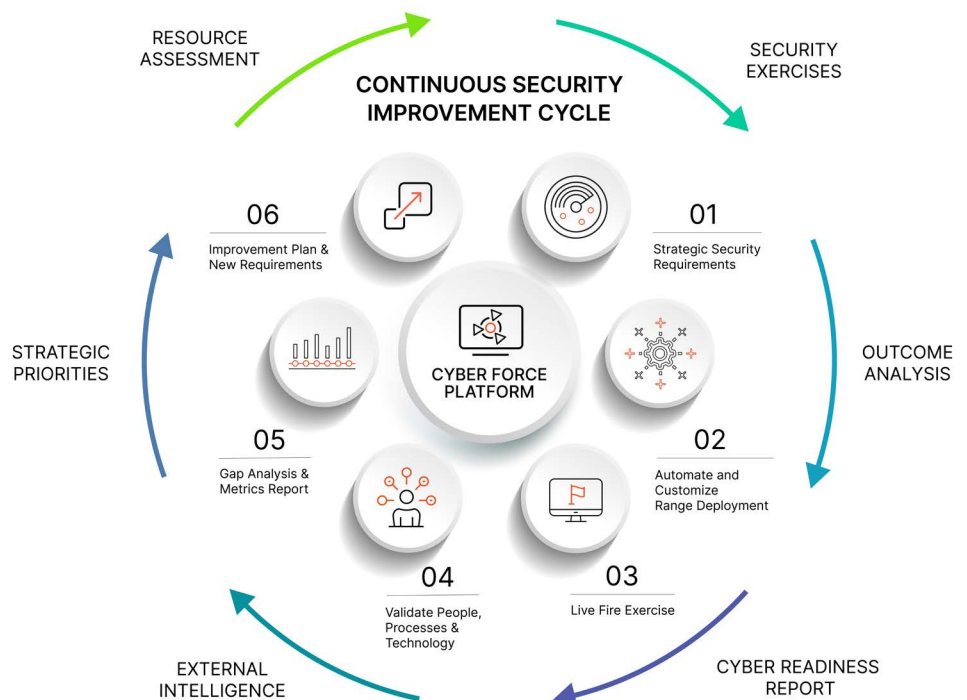 CONTINUOUS SECURITY
IMPROVEMENT CYCLE
RESOURCE
ASSESSMENT
SECURITY
EXERCISES
OUTCOME
ANALYSIS
CYBER READINESS
REPORT
EXTERNAL
INTELLIGENCE
STRATEGIC
PRIORITIES
CYBER FORCE
PLATFORM
01
Strategic Security
Requirements
02
Automate and
Customize
Range Deployment
03
Live Fire Exercise
04
Validate People,
Processes &
Technology
05
Gap Analysis &
Metrics Report
06
Improvement Plan &
New Requirements